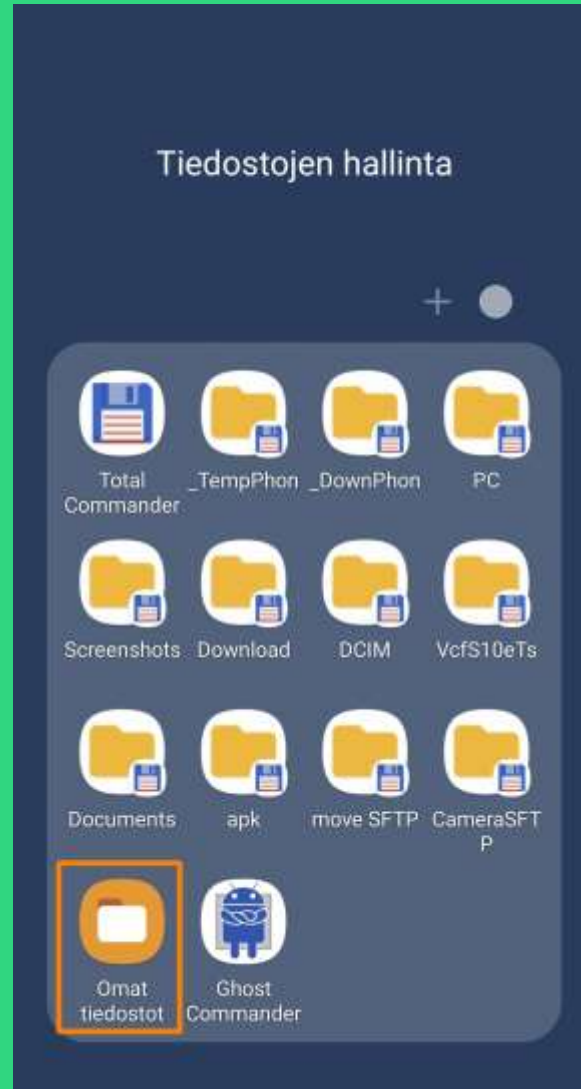 Tiedostojen hallinta
Total
Commander
_TempPhon
_DownPhon
PC
Screenshots
Download
DCIM
VcfS10eTs
Documents
apk
move SFTP
CameraSFT
P
Omat
tiedostot
Ghost
Commander